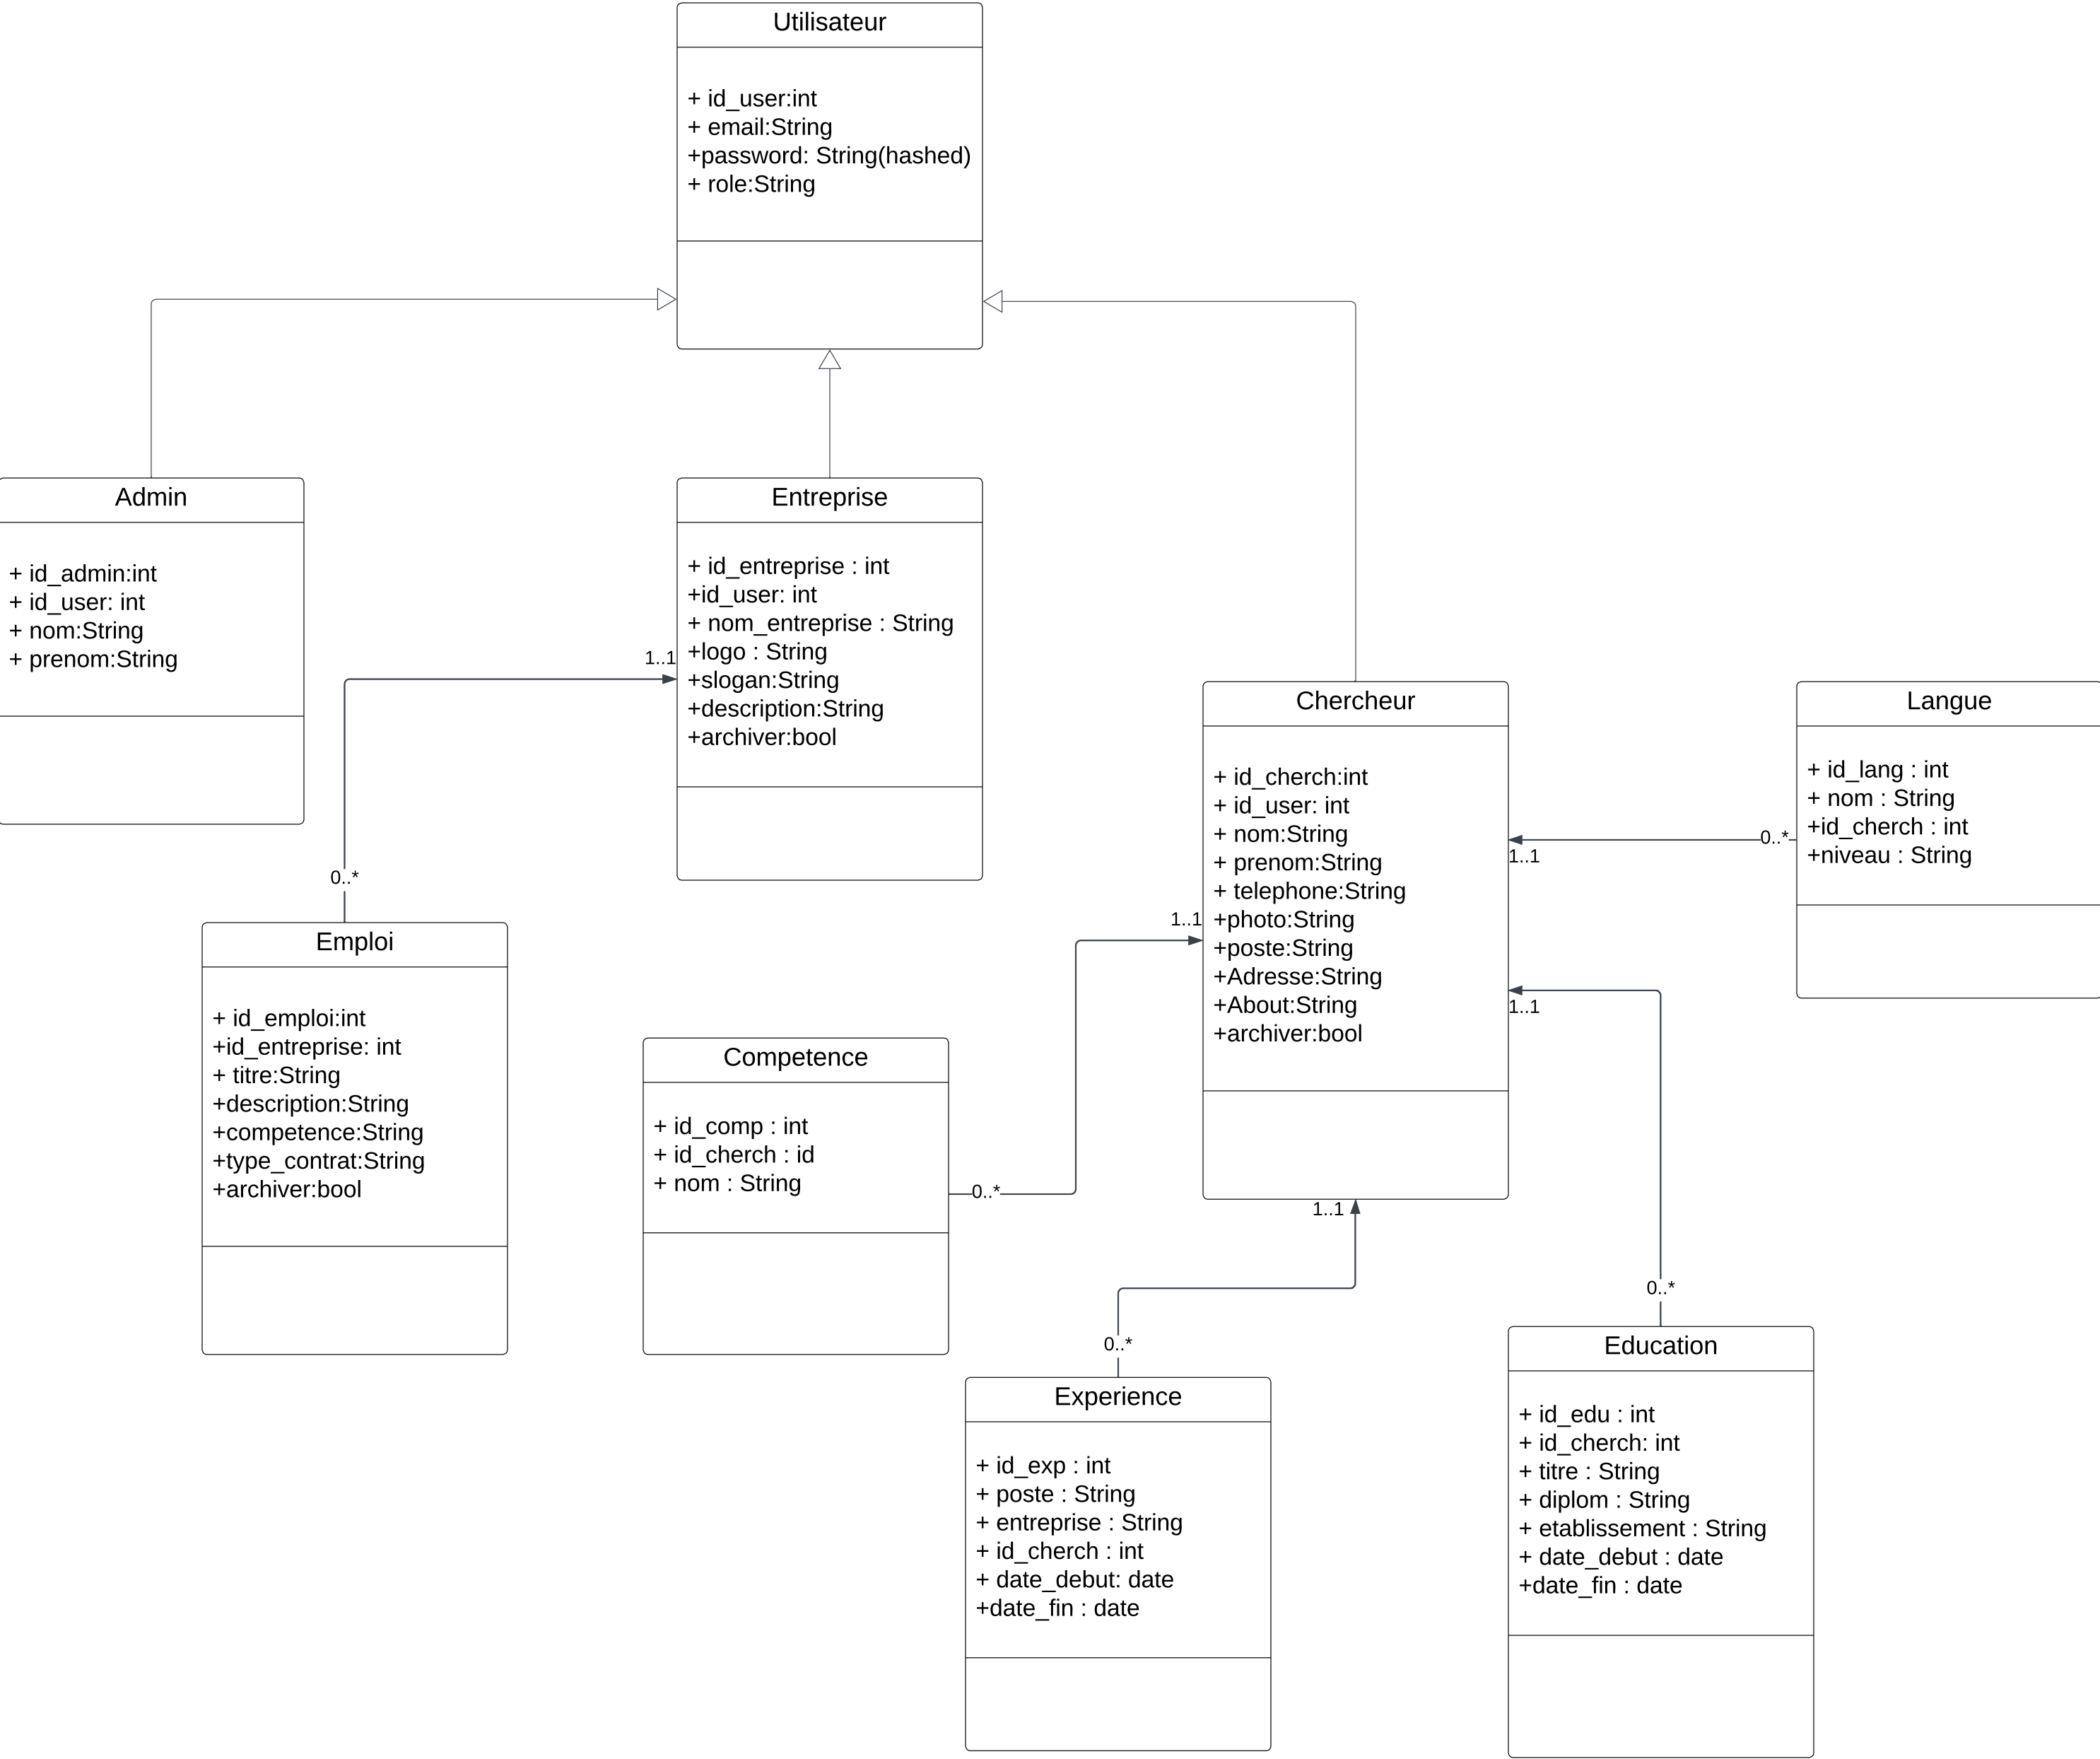 Utilisateur
+ id_user:int
+ email:String
+password: String(hashed)
+ role:String
Admin
+ id_admin:int
+ id_user: int
+ nom:String
+ prenom:String
Entreprise
+ id_entreprise : int
+id_user: int
+ nom_entreprise : String
+logo : String
+slogan:String
+description:String
+archiver:bool
1..1
0..*
Emploi
+ id_emploi:int
+id_entreprise: int
+ titre:String
+description:String
+competence:String
+type_contrat:String
+archiver:bool
Chercheur
+ id_cherch:int
+ id_user: int
+ nom:String
+ prenom:String
+ telephone:String
+photo:String
+poste:String
+Adresse:String
+About:String
+archiver:bool
Langue
+ id_lang : int
+ nom : String
+id_cherch : int
+niveau : String
0..*
1..1
1..1
1..1
Competence
+ id_comp : int
+ id_cherch : id
+ nom : String
0..*
1..1
0..*
0..*
Experience
+ id_exp : int
+ poste : String
+ entreprise : String
+ id_cherch : int
+ date_debut: date
+date_fin : date
Education
+ id_edu : int
+ id_cherch: int
+ titre : String
+ diplom : String
+ etablissement : String
+ date_debut : date
+date_fin : date